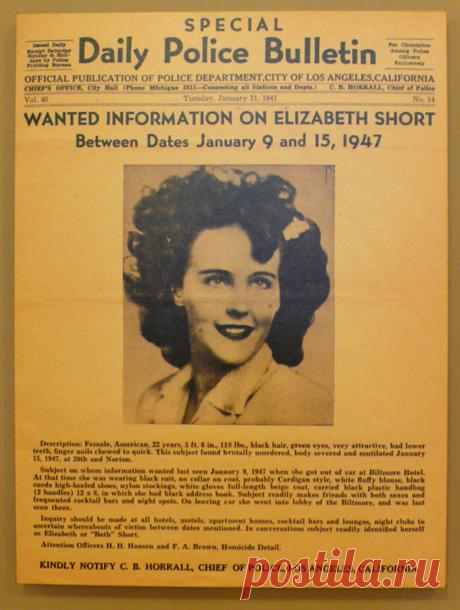 SPECIAL
Issued Daily
Except Saturday
Sunday & Holi-
days by Police
Printing Bureau
Daily Police Bulletin
For Circulation
Among Police
Officers
Exclusively
OFFICIAL PUBLICATION OF POLICE DEPARTMENT, CITY OF LOS ANGELES, CALIFORNIA
CHIEF'S OFFICE, City Hall (Phone MIchigan 5211—Connecting all Stations and Depts.) C. B. HORRALL, Chief of Police
Vol. 40 Tuesday, January 21, 1947 No. 14
WANTED INFORMATION ON ELIZABETH SHORT
Between Dates January 9 and 15, 1947
Description: Female, American, 22 years, 5 ft. 6 in., 118 lbs., black hair, green eyes, very attractive, bad lower
teeth, finger nails chewed to quick. This subject found brutally murdered, body severed and mutilated January
15, 1947, at 39th and Norton.
Subject on whom information wanted last seen January 9, 1947 when she got out of car at Biltmore Hotel.
At that time she was wearing black suit, no collar on coat, probably Cardigan style, white fluffy blouse, black
suede high-heeled shoes, nylon stockings, white gloves full-length beige coat, carried black plastic handbag
(2 handles) 12 x 8, in which she had black address book. Subject readily makes friends with both sexes and
frequented cocktail bars and night spots. On leaving car she went into lobby of the Biltmore, and was last
seen there.
Inquiry should be made at all hotels, motels, apartment houses, cocktail bars and lounges, night clubs to
ascertain whereabouts of victim between dates mentioned. In conversations subject readily identified herself
as Elizabeth or "Beth" Short.
Attention Officers H. H. Hansen and F. A. Brown, Homicide Detail.
KINDLY NOTIFY C. B. HORRALL, CHIEF OF POLICE, LOS ANGELES, CALIFORNIA
postila.ru